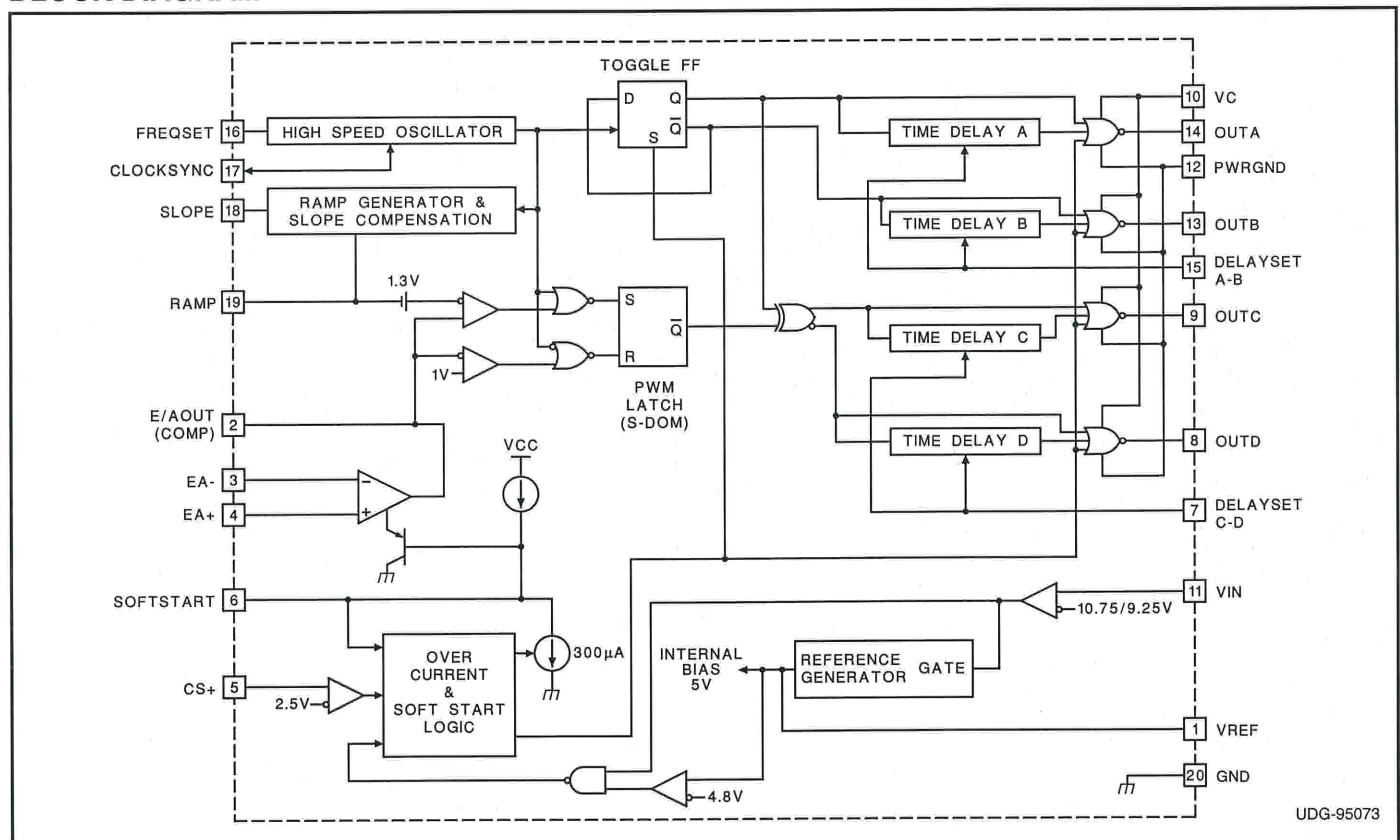 TOGGLE FF
D Q
Q
S
FREQSET 16
HIGH SPEED OSCILLATOR
CLOCKSYNC 17
SLOPE 18
RAMP GENERATOR &
SLOPE COMPENSATION
TIME DELAY A
10 VC
14 OUTA
12 PWRGND
TIME DELAY B
13 OUTB
15 DELAYSET
A-B
RAMP 19
1.3V
S
Q
R
1V
PWM
LATCH
(S-DOM)
TIME DELAY C
9 OUTC
E/AOUT
(COMP)
2
VCC
TIME DELAY D
8 OUTD
EA- 3
−
EA+ 4
+
7 DELAYSET
C-D
SOFTSTART 6
11 VIN
10.75/9.25V
OVER
CURRENT
&
SOFT START
LOGIC
300µA
INTERNAL
BIAS
5V
REFERENCE
GENERATOR
GATE
CS+ 5
2.5V
1 VREF
4.8V
20 GND
UDG-95073